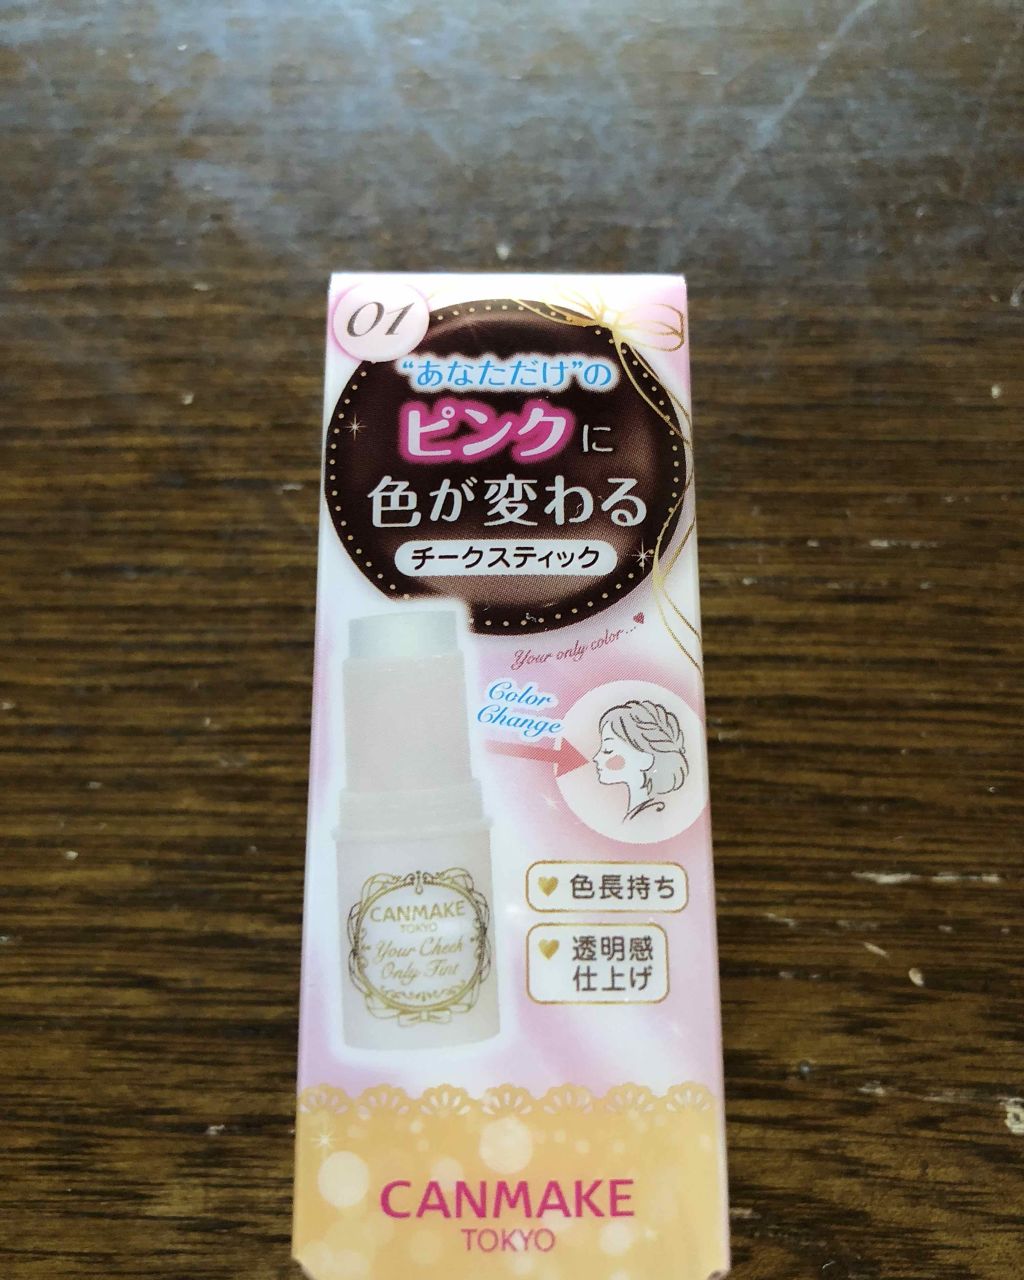 01
“あなただけ”の
ピンクに
色が変わる
チークスティック
Your only color...
Color
Change
CANMAKE
TOKYO
"Your Cheek
Only Tint"
色長持ち
透明感
仕上げ
CANMAKE
TOKYO